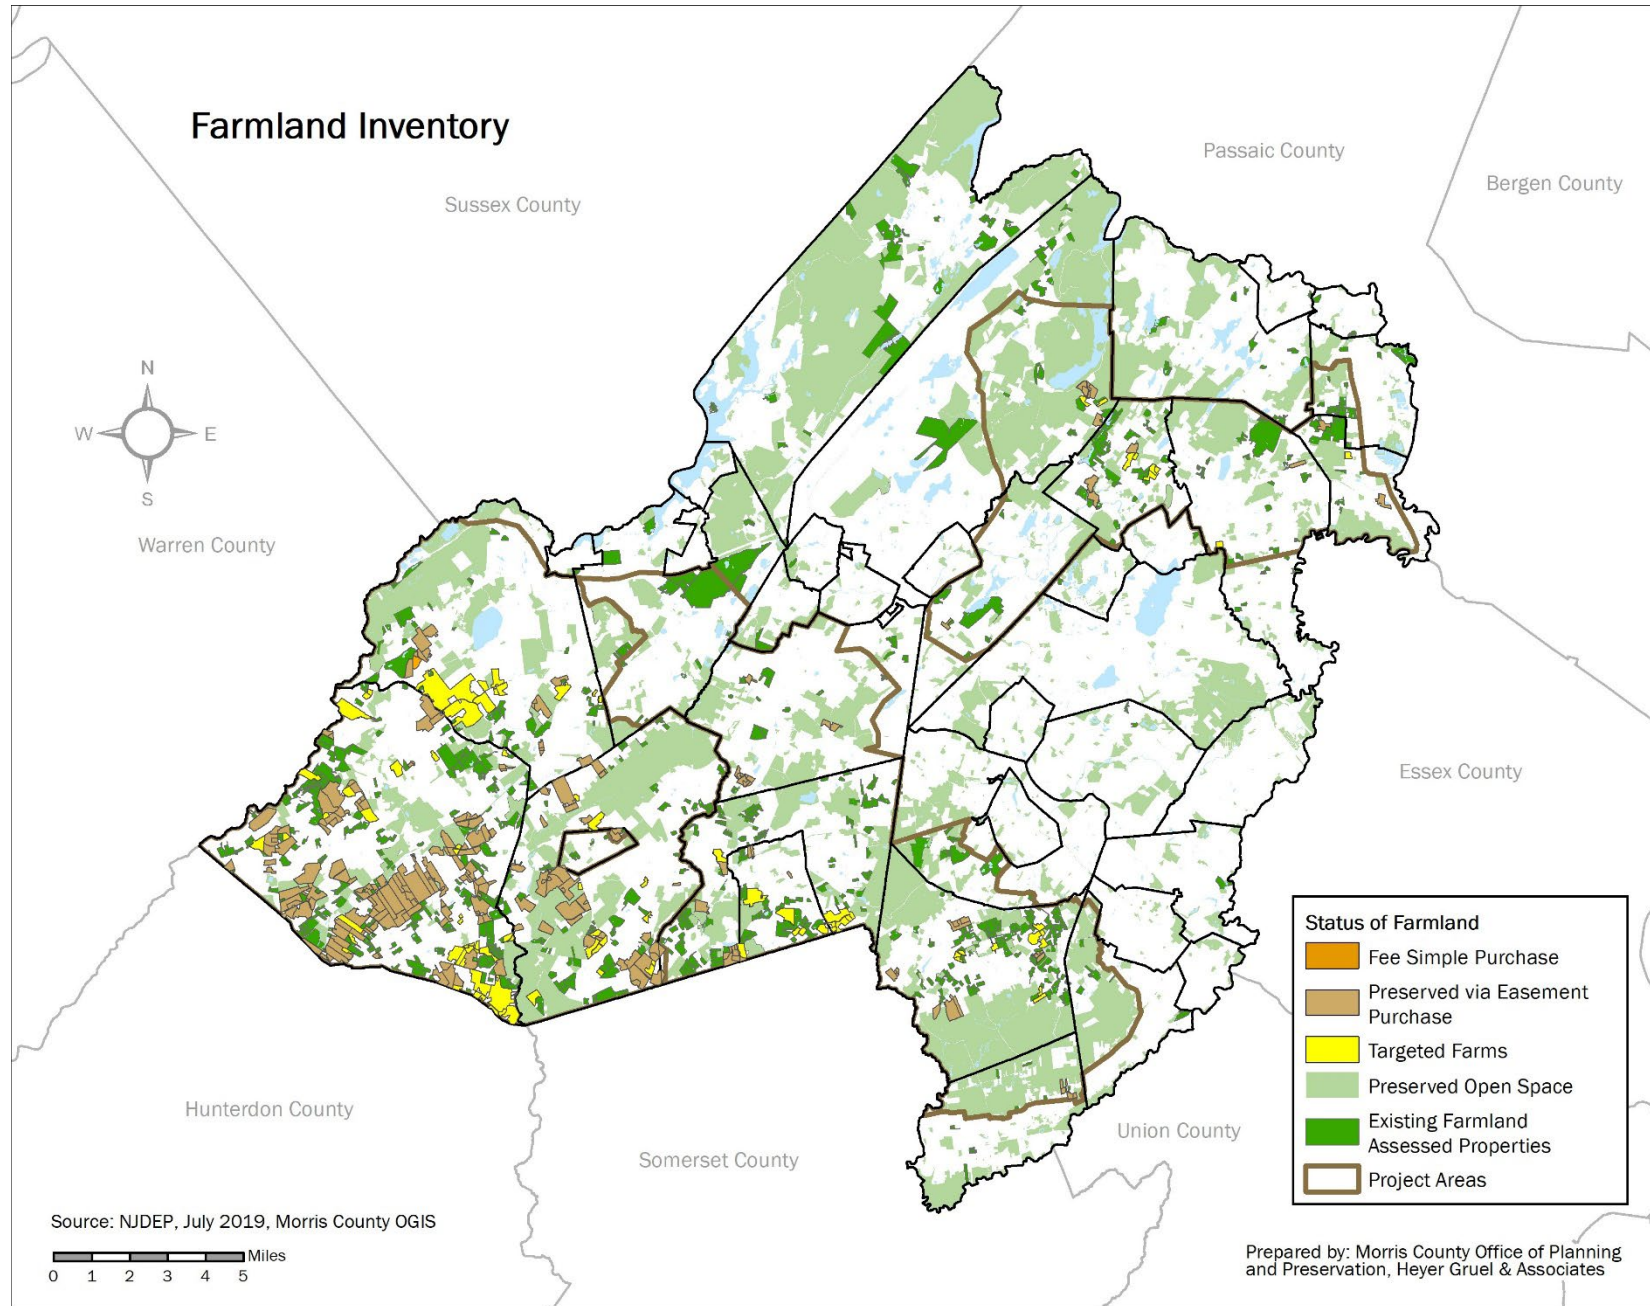 Farmland Inventory
Sussex County
Passaic County
Bergen County
N
W
E
S
Warren County
Essex County
Hunterdon County
Somerset County
Union County
Status of Farmland
Fee Simple Purchase
Preserved via Easement
Purchase
Targeted Farms
Preserved Open Space
Existing Farmland
Assessed Properties
Project Areas
Source: NJDEP, July 2019, Morris County OGIS
Miles
0 1 2 3 4 5
Prepared by: Morris County Office of Planning
and Preservation, Heyer Gruel & Associates